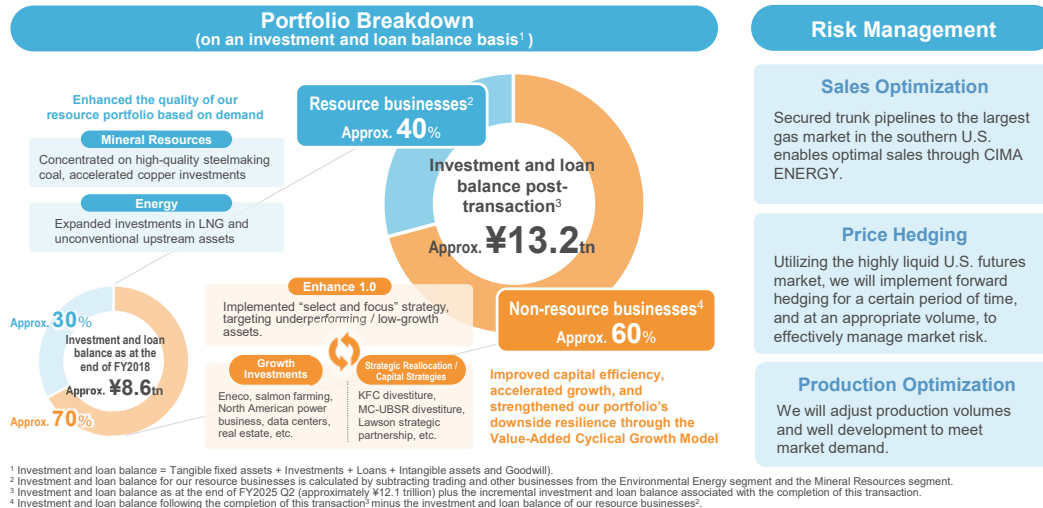 Portfolio Breakdown
(on an investment and loan balance basis¹ )
Enhanced the quality of our
resource portfolio based on demand
Mineral Resources
Concentrated on high-quality steelmaking
coal, accelerated copper investments
Energy
Expanded investments in LNG and
unconventional upstream assets
Resource businesses²
Approx. 40%
Investment and loan
balance post-
transaction³
Approx. ¥13.2tn
Non-resource businesses⁴
Approx. 60%
Approx. 30%
Investment and loan
balance as at the
end of FY2018
Approx. ¥8.6tn
Approx. 70%
Enhance 1.0
Implemented “select and focus” strategy,
targeting underperforming / low-growth
assets.
Growth
Investments
Eneco, salmon farming,
North American power
business, data centers,
real estate, etc.
Strategic Reallocation /
Capital Strategies
KFC divestiture,
MC-UBSR divestiture,
Lawson strategic
partnership, etc.
Improved capital efficiency,
accelerated growth, and
strengthened our portfolio’s
downside resilience through the
Value-Added Cyclical Growth Model
Risk Management
Sales Optimization
Secured trunk pipelines to the largest
gas market in the southern U.S.
enables optimal sales through CIMA
ENERGY.
Price Hedging
Utilizing the highly liquid U.S. futures
market, we will implement forward
hedging for a certain period of time,
and at an appropriate volume, to
effectively manage market risk.
Production Optimization
We will adjust production volumes
and well development to meet
market demand.
¹ Investment and loan balance = Tangible fixed assets + Investments + Loans + Intangible assets and Goodwill).
² Investment and loan balance for our resource businesses is calculated by subtracting trading and other businesses from the Environmental Energy segment and the Mineral Resources segment.
³ Investment and loan balance as at the end of FY2025 Q2 (approximately ¥12.1 trillion) plus the incremental investment and loan balance associated with the completion of this transaction.
⁴ Investment and loan balance following the completion of this transaction³ minus the investment and loan balance of our resource businesses².